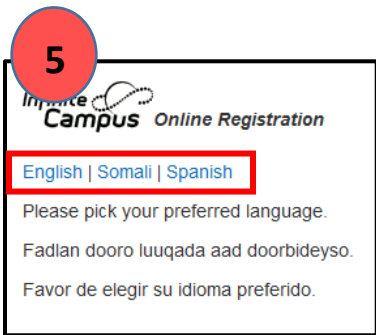 5
Infinite
Campus Online Registration
English | Somali | Spanish
Please pick your preferred language.
Fadlan dooro luuqada aad doorbideyso.
Favor de elegir su idioma preferido.